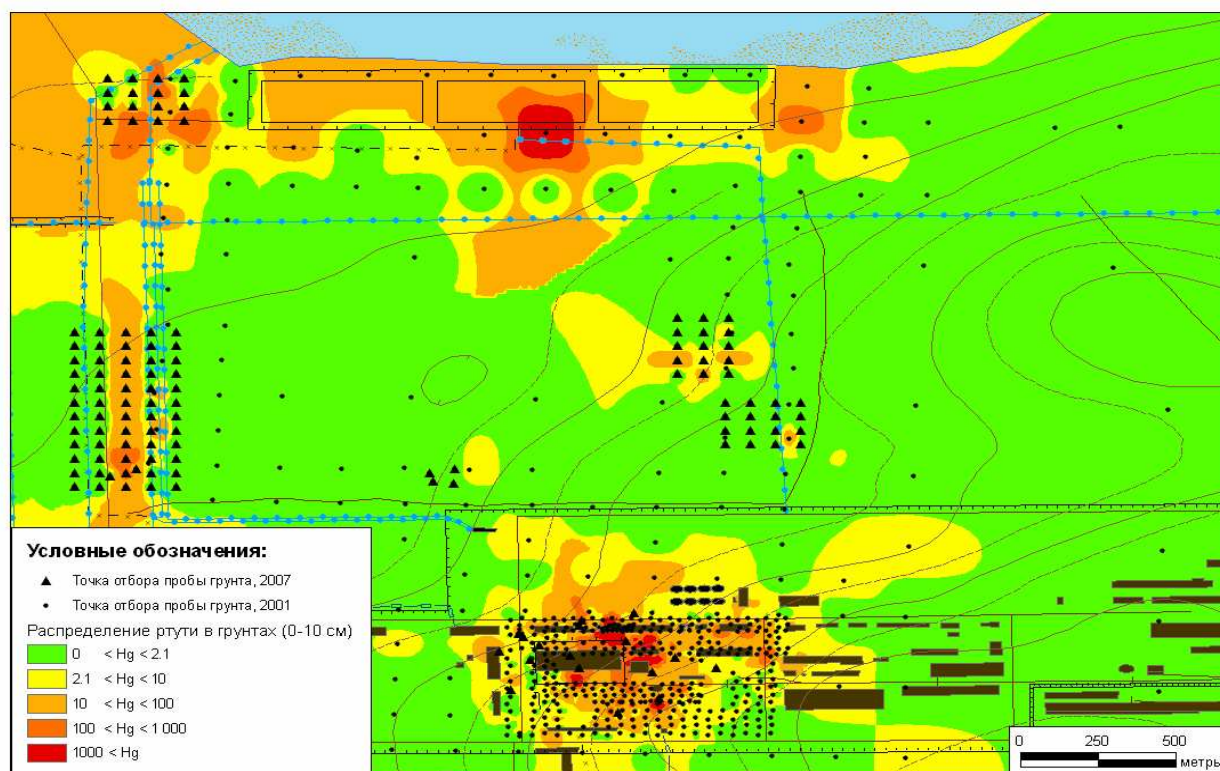 Условные обозначения:
Точка отбора пробы грунта, 2007
Точка отбора пробы грунта, 2001
Распределение ртути в грунтах (0-10 см)
0 < Hg < 2.1
2.1 < Hg < 10
10 < Hg < 100
100 < Hg < 1 000
1000 < Hg
0 250 500
метры